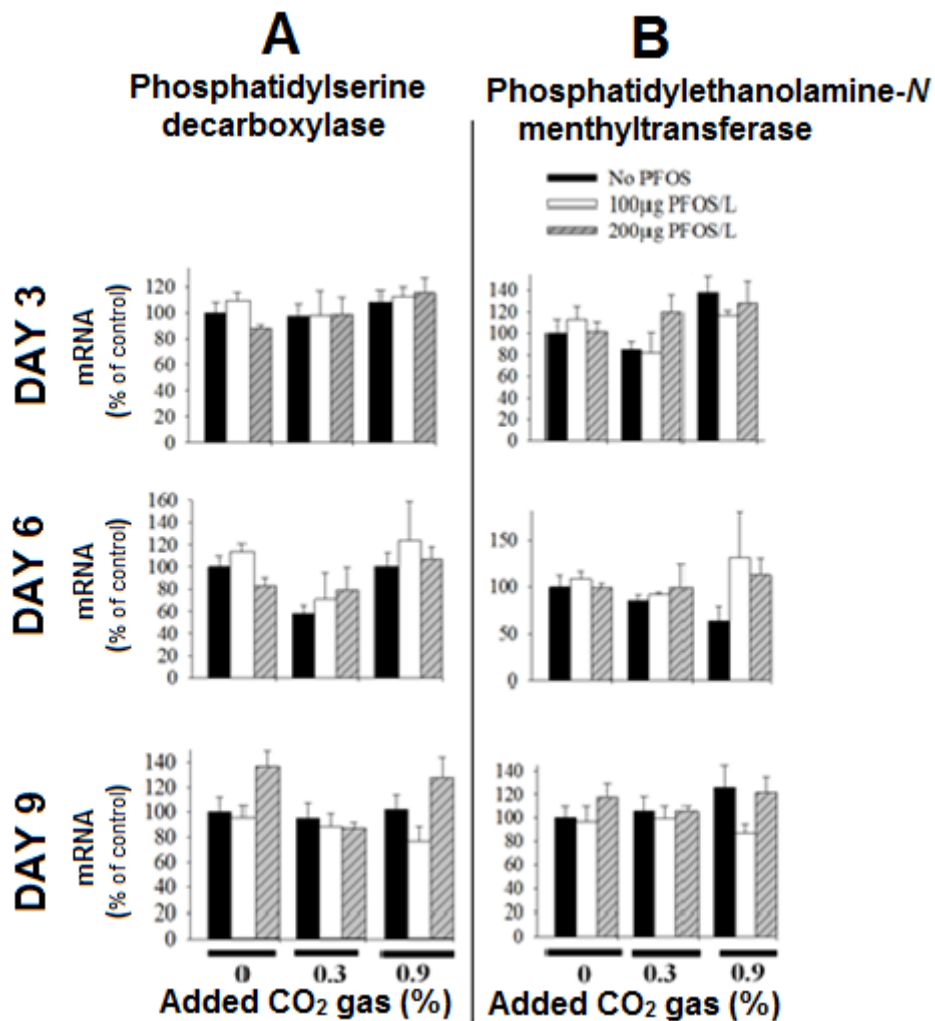 A
Phosphatidylserine
decarboxylase
B
Phosphatidylethanolamine-N
menthyltransferase
No PFOS
100µg PFOS/L
200µg PFOS/L
DAY 3
mRNA
(% of control)
120
100
80
60
40
20
0
140
120
100
80
60
40
20
0
DAY 6
mRNA
(% of control)
160
140
120
100
80
60
40
20
0
150
100
50
0
DAY 9
mRNA
(% of control)
140
120
100
80
60
40
20
0
140
120
100
80
60
40
20
0
0 0.3 0.9
Added CO₂ gas (%)
0 0.3 0.9
Added CO₂ gas (%)